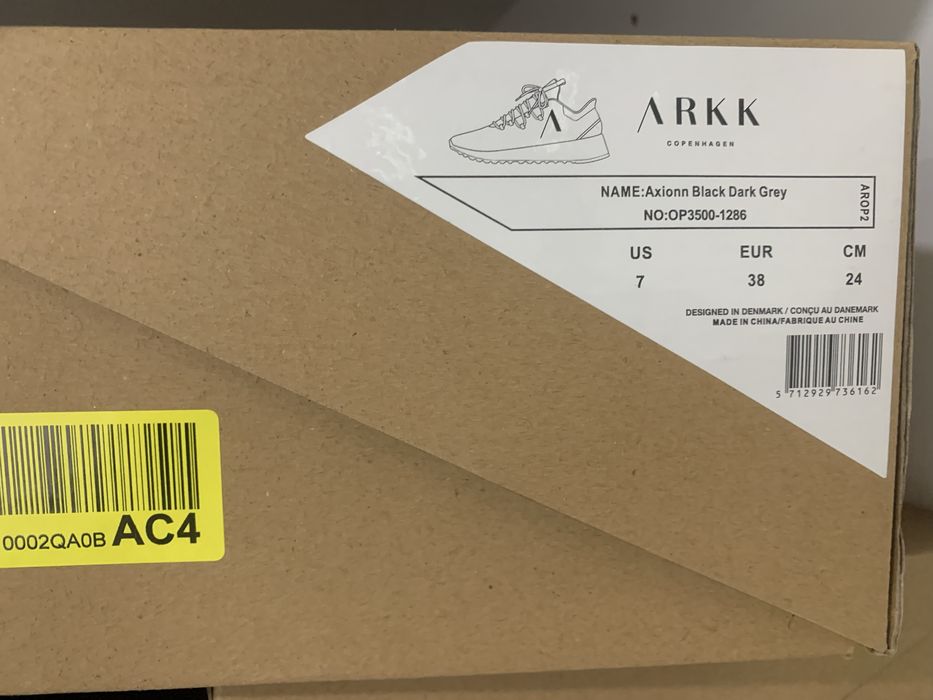 ARKK
COPENHAGEN
NAME:Axionn Black Dark Grey
NO:OP3500-1286
AROP2
US EUR CM
7 38 24
DESIGNED IN DENMARK / CONÇU AU DANEMARK
MADE IN CHINA/FABRIQUE AU CHINE
5 712929 736162
0002QA0B AC4